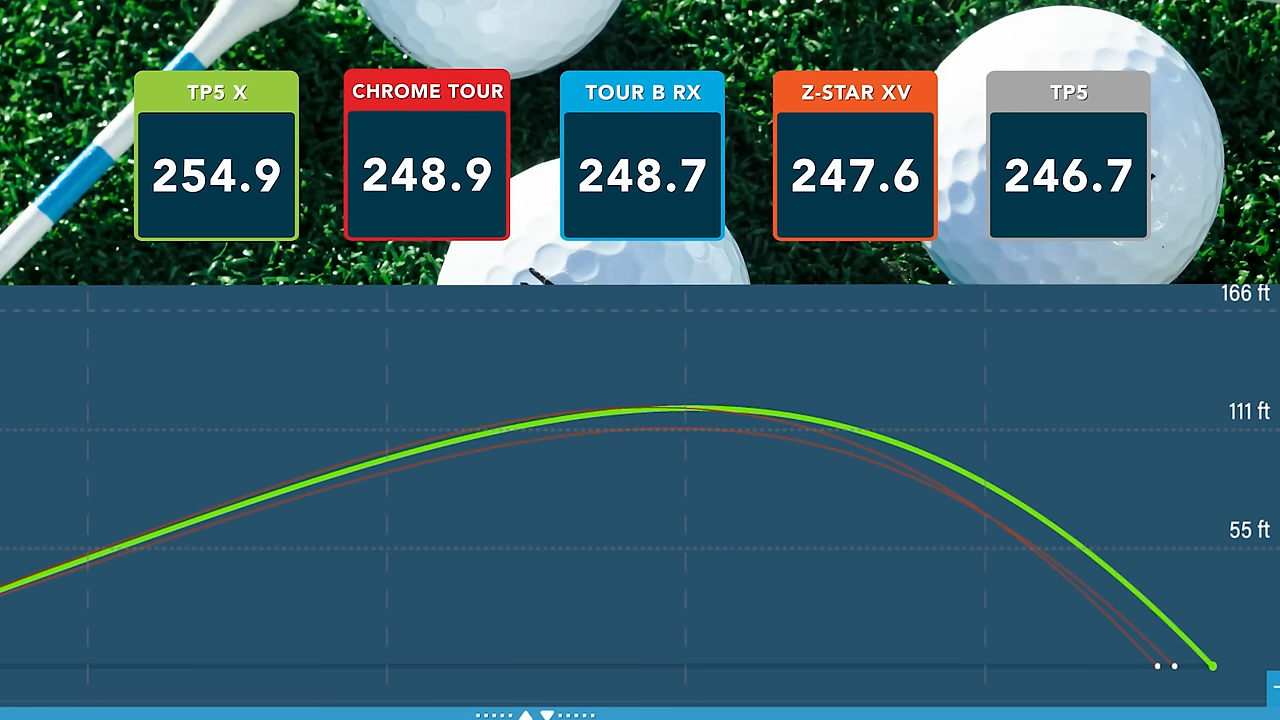 TP5 X
254.9
CHROME TOUR
248.9
TOUR B RX
248.7
Z-STAR XV
247.6
TP5
246.7
166 ft
111 ft
55 ft